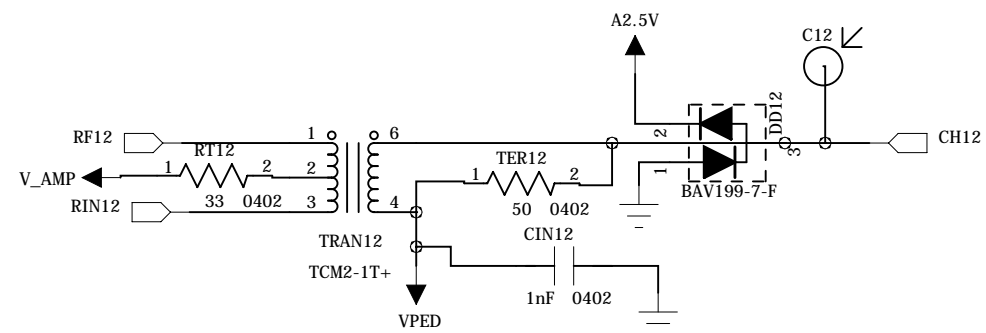 A2.5V
C12
DD12
2
1
3
BAV199-7-F
CH12
RF12
1
6
RT12
1
2
2
V_AMP
33 0402
RIN12
3
4
TER12
1
2
50 0402
TRAN12
TCM2-1T+
CIN12
1nF 0402
VPED